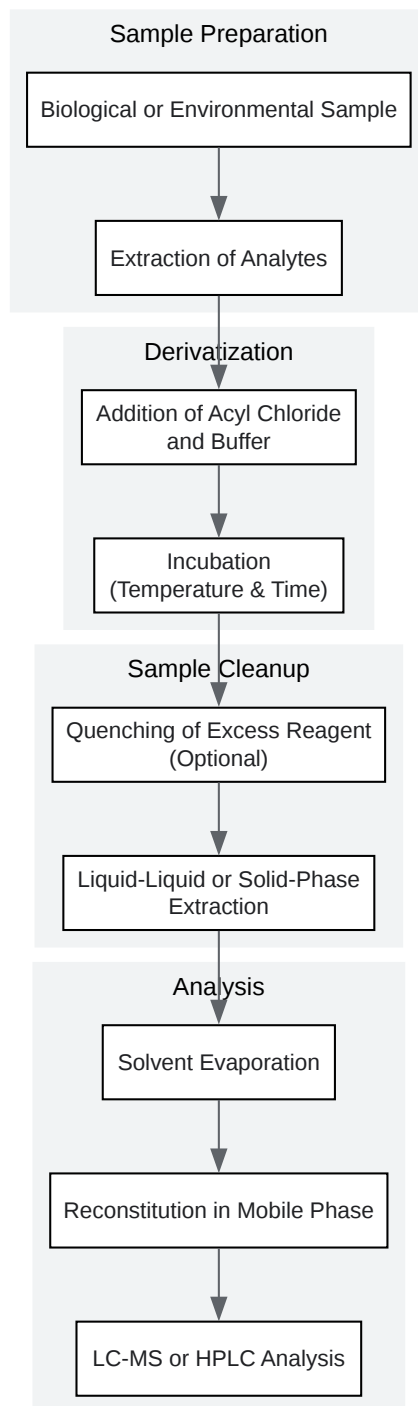 Sample Preparation
Biological or Environmental Sample
Extraction of Analytes
Derivatization
Addition of Acyl Chloride
and Buffer
Incubation
(Temperature & Time)
Sample Cleanup
Quenching of Excess Reagent
(Optional)
Liquid-Liquid or Solid-Phase
Extraction
Analysis
Solvent Evaporation
Reconstitution in Mobile Phase
LC-MS or HPLC Analysis